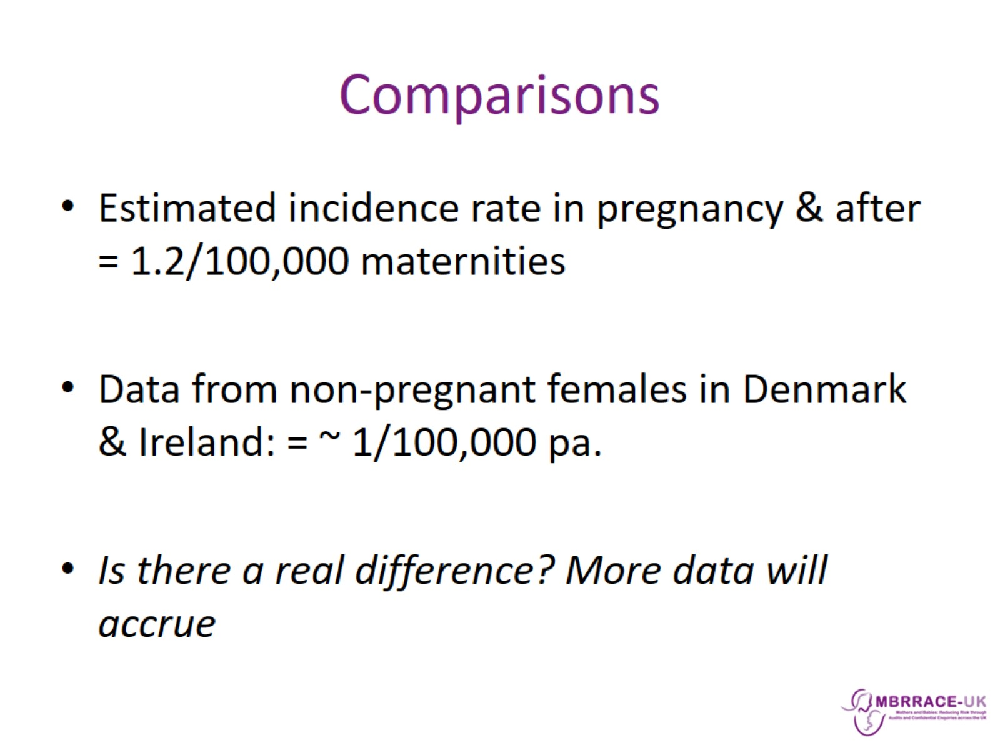 Comparisons
• Estimated incidence rate in pregnancy & after
= 1.2/100,000 maternities
• Data from non-pregnant females in Denmark
& Ireland: = ~ 1/100,000 pa.
• Is there a real difference? More data will
accrue
MBRRACE-UK
Mothers and Babies: Reducing Risk through
Audits and Confidential Enquiries across the UK